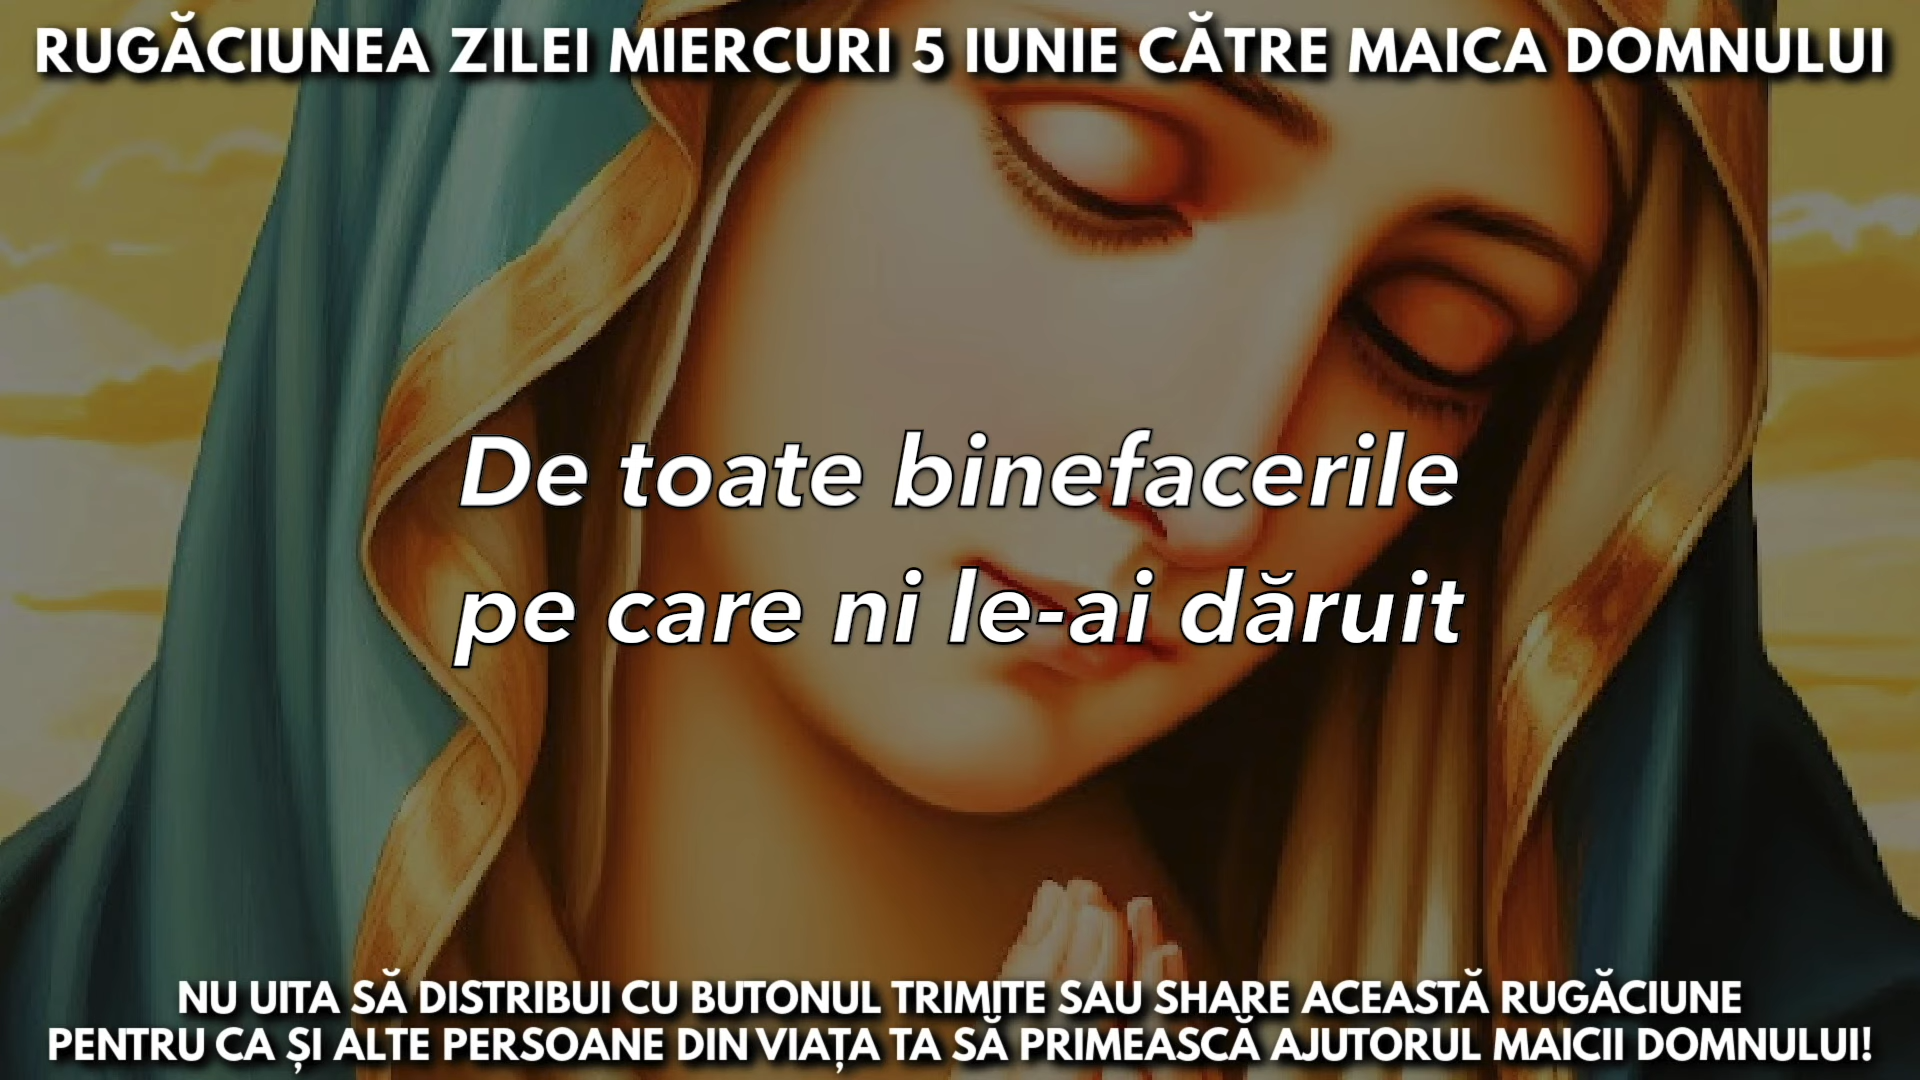 RUGĂCIUNEA ZILEI MIERCURI 5 IUNIE CĂTRE MAICA DOMNULUI
De toate binefacerile
pe care ni le-ai dăruit
NU UITA SĂ DISTRIBUI CU BUTONUL TRIMITE SAU SHARE ACEASTĂ RUGĂCIUNE
PENTRU CA ȘI ALTE PERSOANE DIN VIAȚA TA SĂ PRIMEASCĂ AJUTORUL MAICII DOMNULUI!